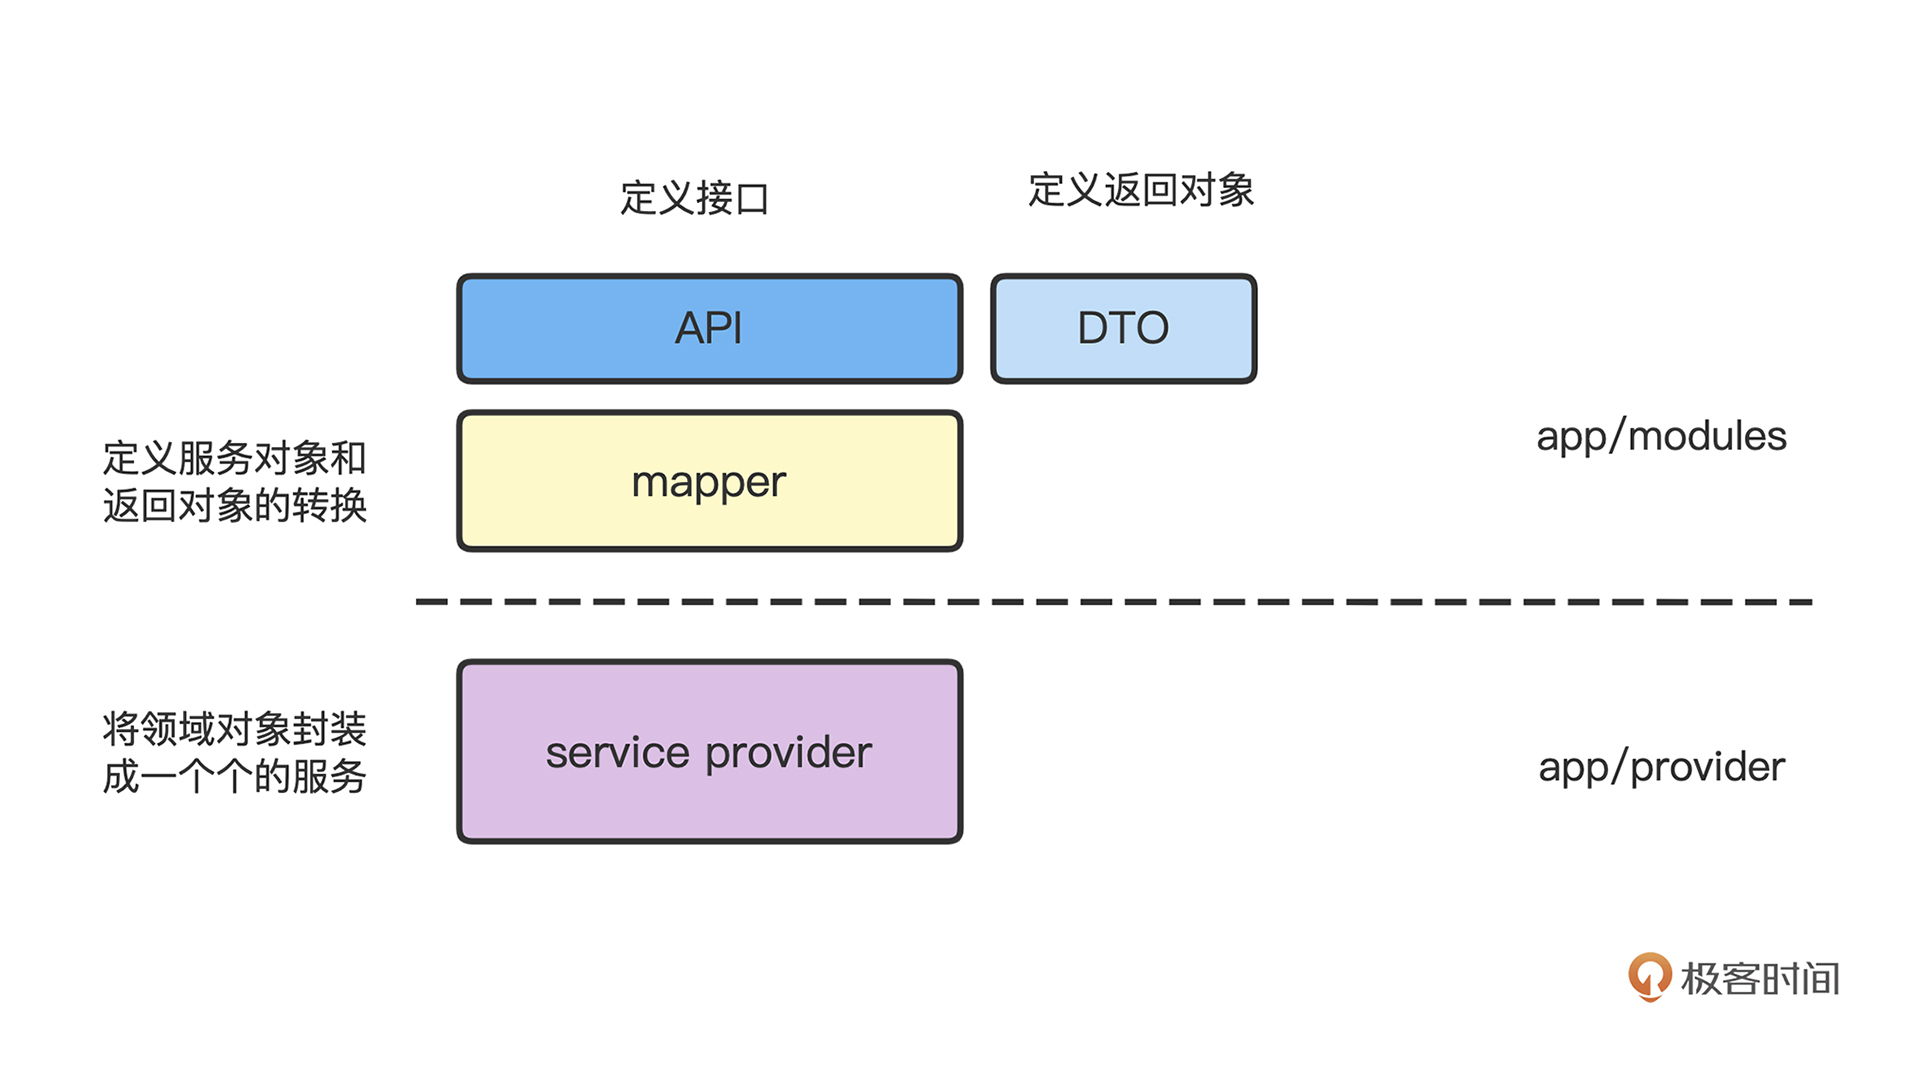 定义接口
定义返回对象
API
DTO
定义服务对象和
返回对象的转换
mapper
app/modules
将领域对象封装
成一个个的服务
service provider
app/provider
极客时间